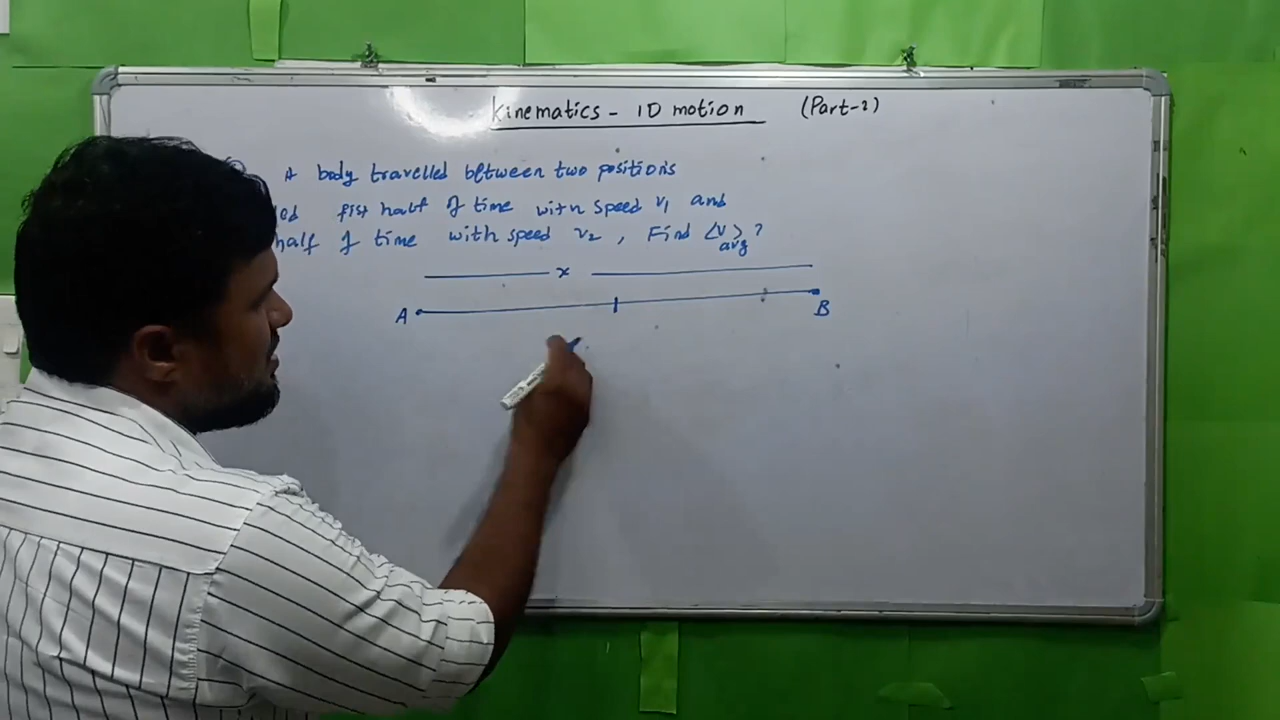 Kinematics - 1D motion (Part-2)
A body travelled between two positions
fist half of time with speed v₁ and
half of time with speed v₂, Find <v>avg ?
x
A B